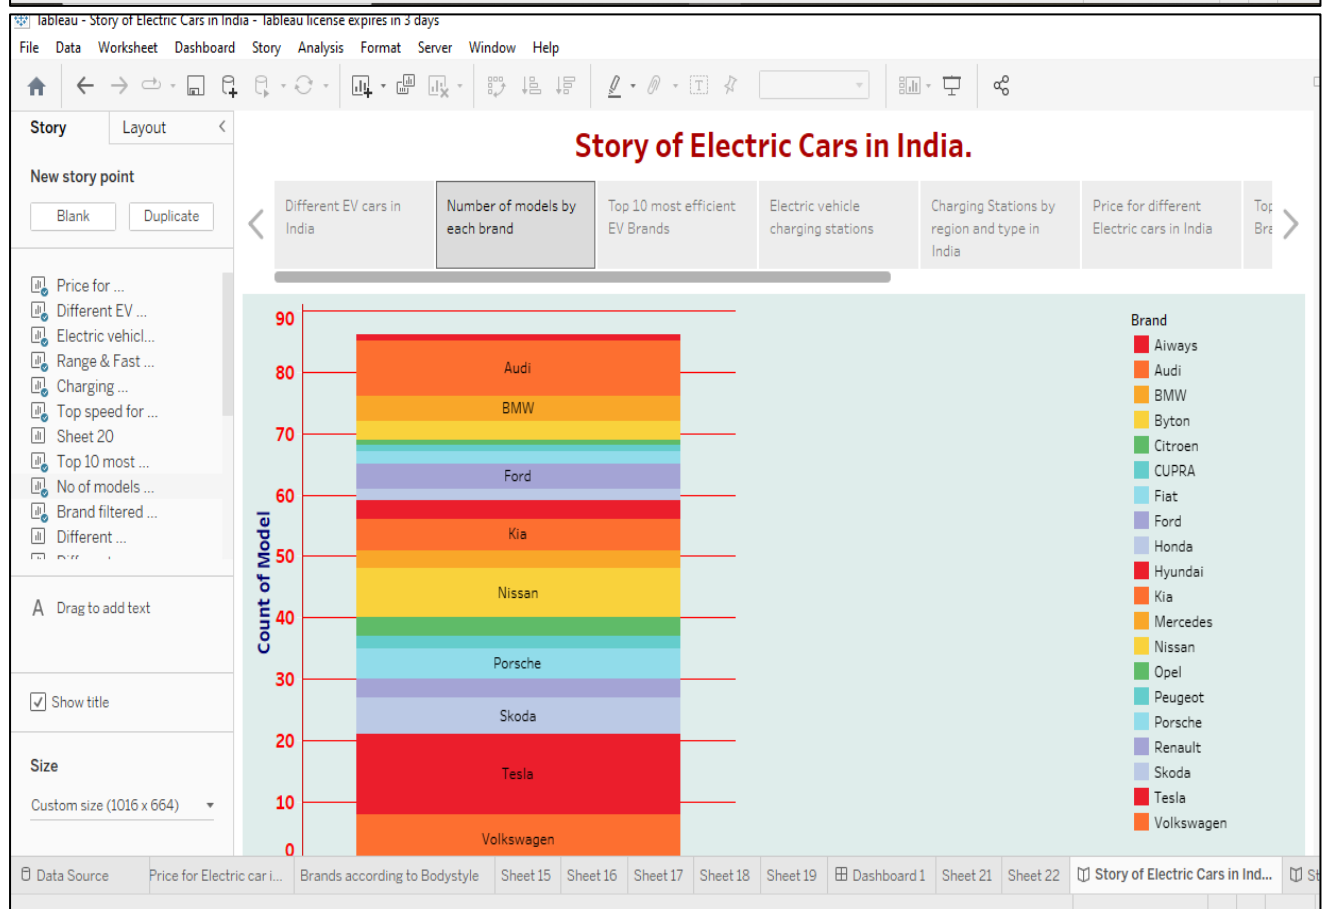 Tableau - Story of Electric Cars in India - Tableau license expires in 3 days
File Data Worksheet Dashboard Story Analysis Format Server Window Help
Story Layout
New story point
Blank Duplicate
Price for ...
Different EV ...
Electric vehicl...
Range & Fast ...
Charging ...
Top speed for ...
Sheet 20
Top 10 most ...
No of models ...
Brand filtered ...
Different ...
A Drag to add text
Show title
Size
Custom size (1016 x 664)
Story of Electric Cars in India.
Different EV cars in
India
Number of models by
each brand
Top 10 most efficient
EV Brands
Electric vehicle
charging stations
Charging Stations by
region and type in
India
Price for different
Electric cars in India
Top
Bra
Count of Model
90
80
70
60
50
40
30
20
10
0
Audi
BMW
Ford
Kia
Nissan
Porsche
Skoda
Tesla
Volkswagen
Brand
Aiways
Audi
BMW
Byton
Citroen
CUPRA
Fiat
Ford
Honda
Hyundai
Kia
Mercedes
Nissan
Opel
Peugeot
Porsche
Renault
Skoda
Tesla
Volkswagen
Data Source Price for Electric car i... Brands according to Bodystyle Sheet 15 Sheet 16 Sheet 17 Sheet 18 Sheet 19 Dashboard 1 Sheet 21 Sheet 22 Story of Electric Cars in Ind... St